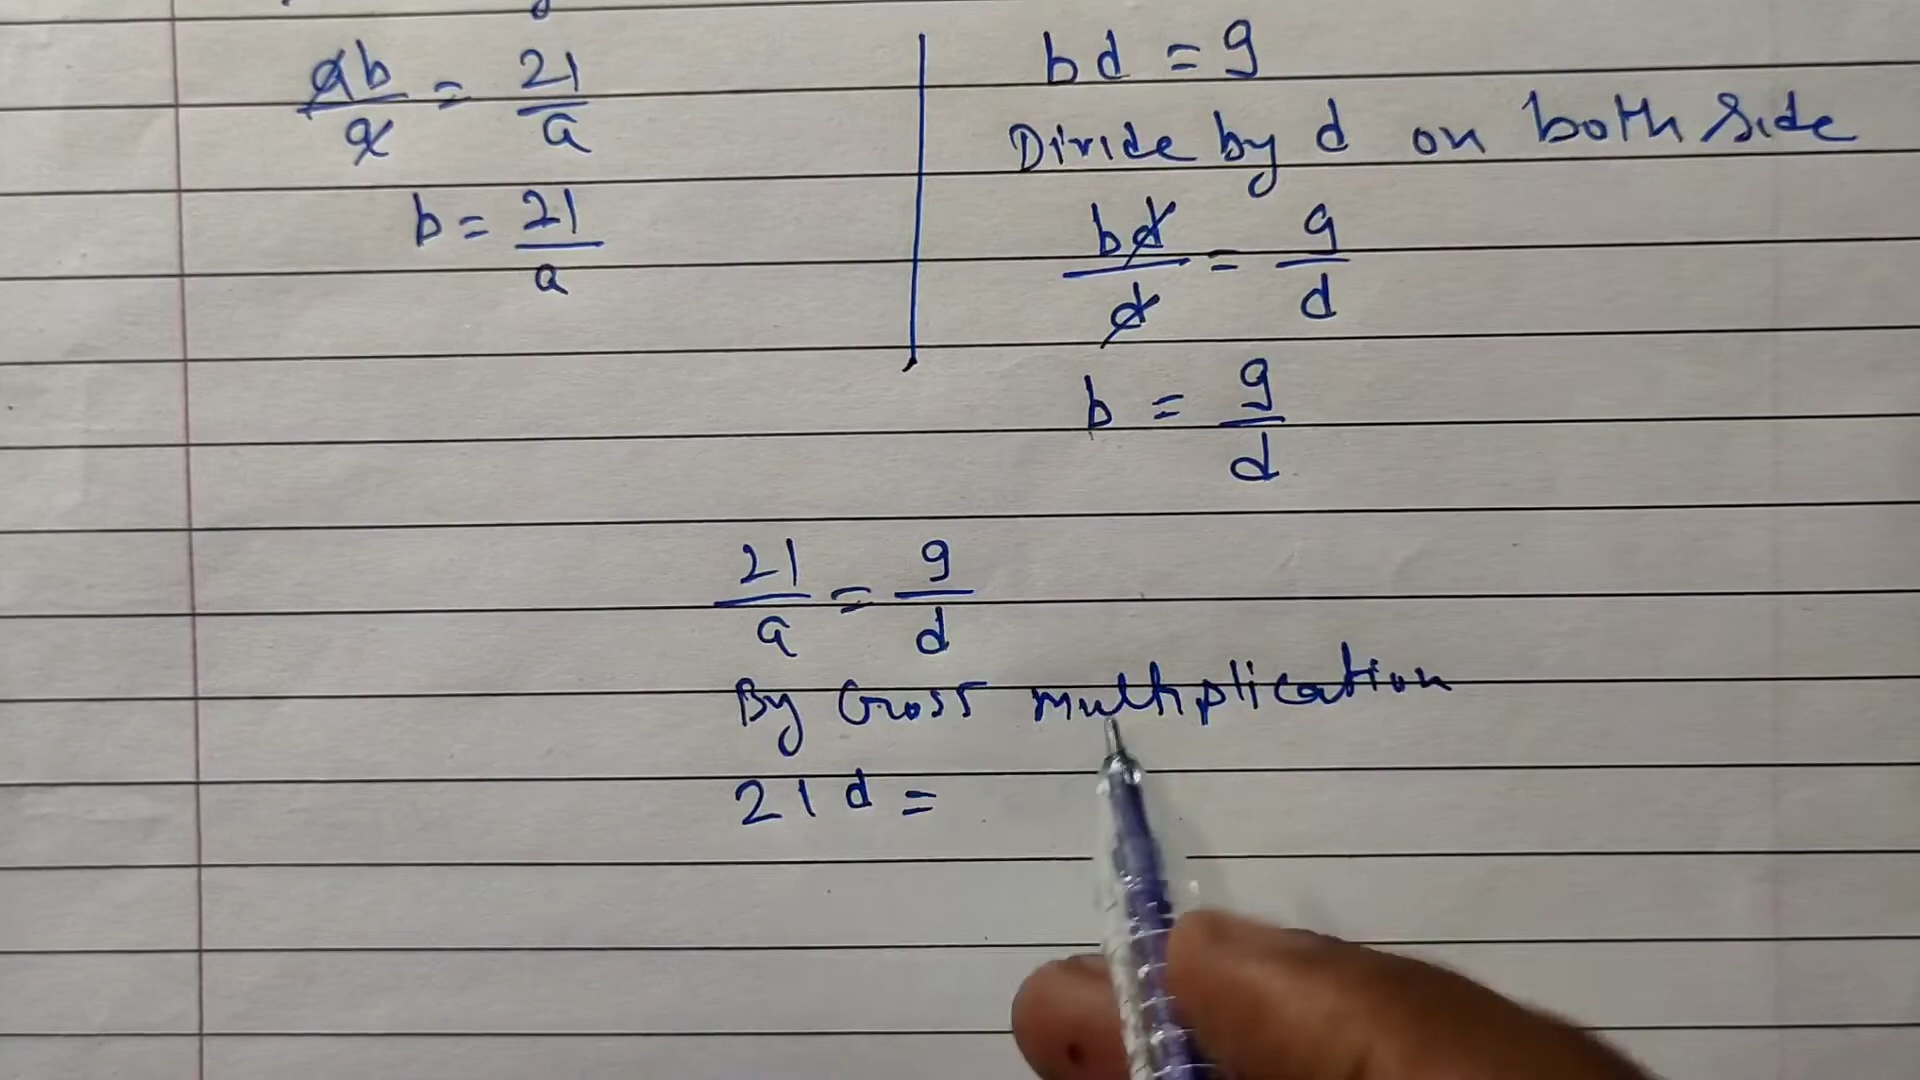 ab/a = 21/a
b = 21/a
bd = 9
Divide by d on both side
bd/d = 9/d
b = 9/d
21/a = 9/d
By Cross multiplication
21d =